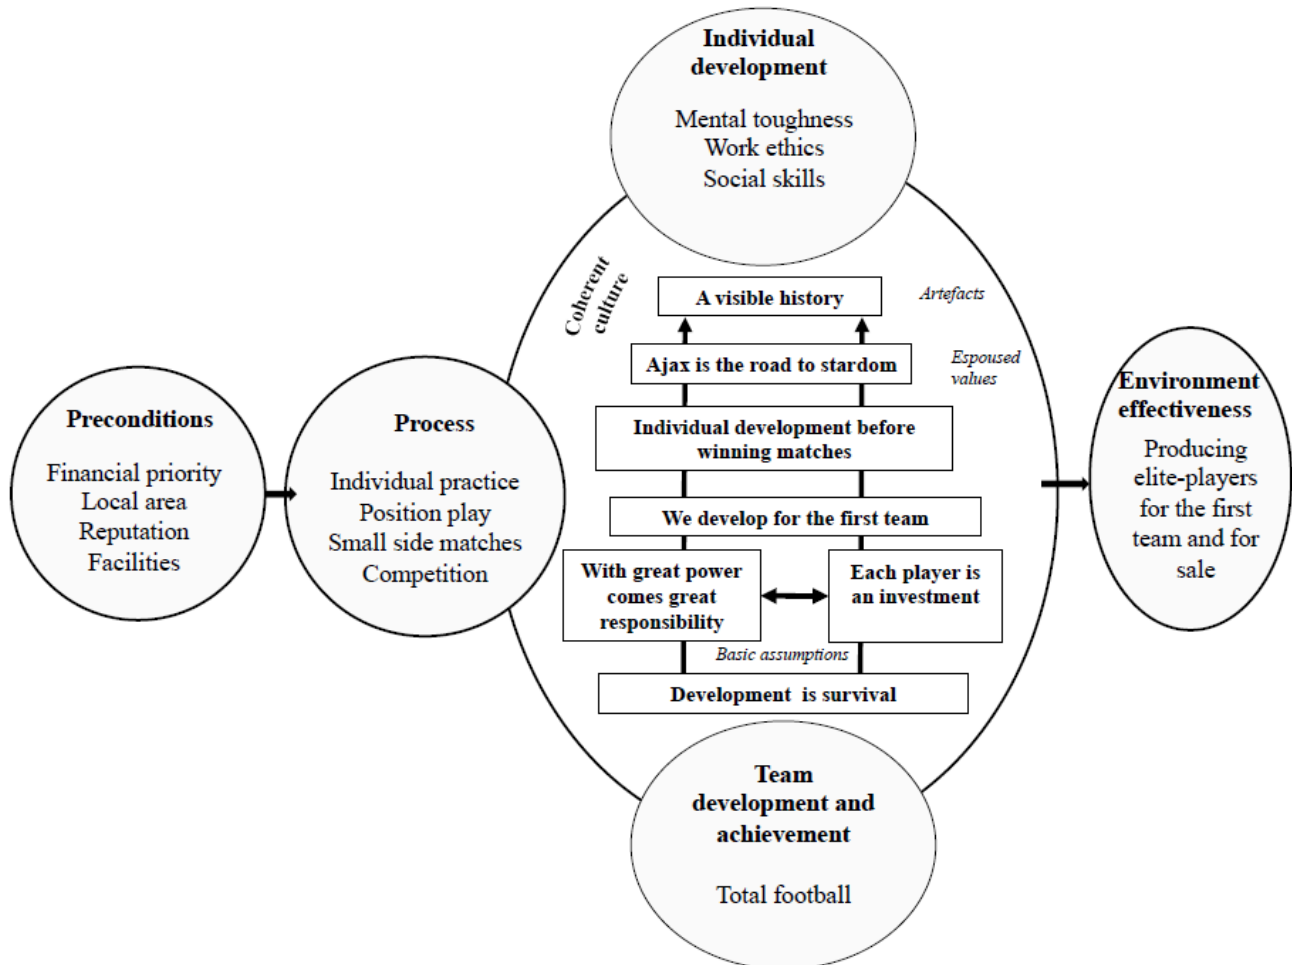 Individual
development
Mental toughness
Work ethics
Social skills
Coherent
culture
A visible history
Artefacts
Ajax is the road to stardom
Espoused
values
Individual development before
winning matches
We develop for the first team
With great power
comes great
responsibility
Each player is
an investment
Basic assumptions
Development is survival
Preconditions
Financial priority
Local area
Reputation
Facilities
Process
Individual practice
Position play
Small side matches
Competition
Environment
effectiveness
Producing
elite-players
for the first
team and for
sale
Team
development and
achievement
Total football